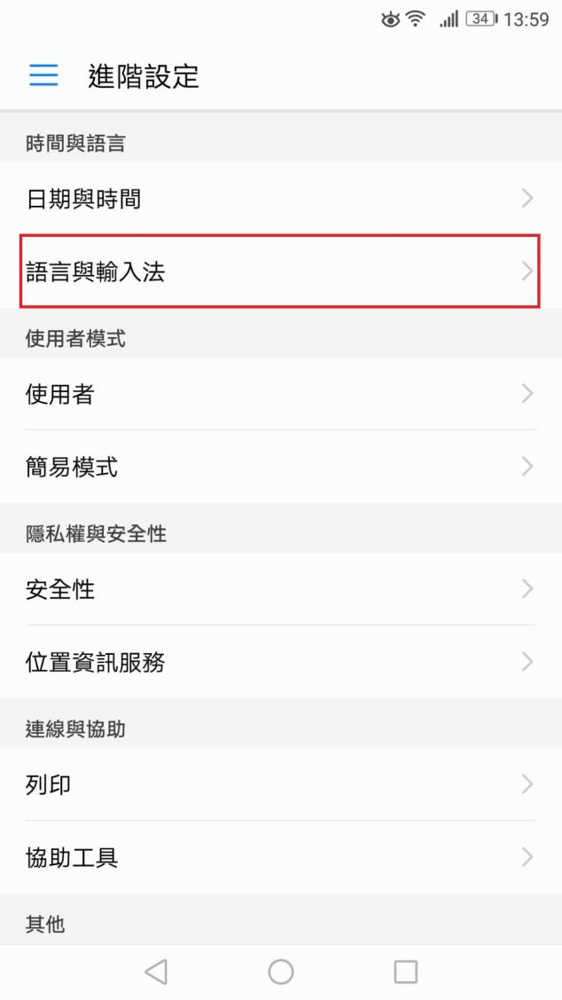 34 13:59
進階設定
時間與語言
日期與時間
語言與輸入法
使用者模式
使用者
簡易模式
隱私權與安全性
安全性
位置資訊服務
連線與協助
列印
協助工具
其他